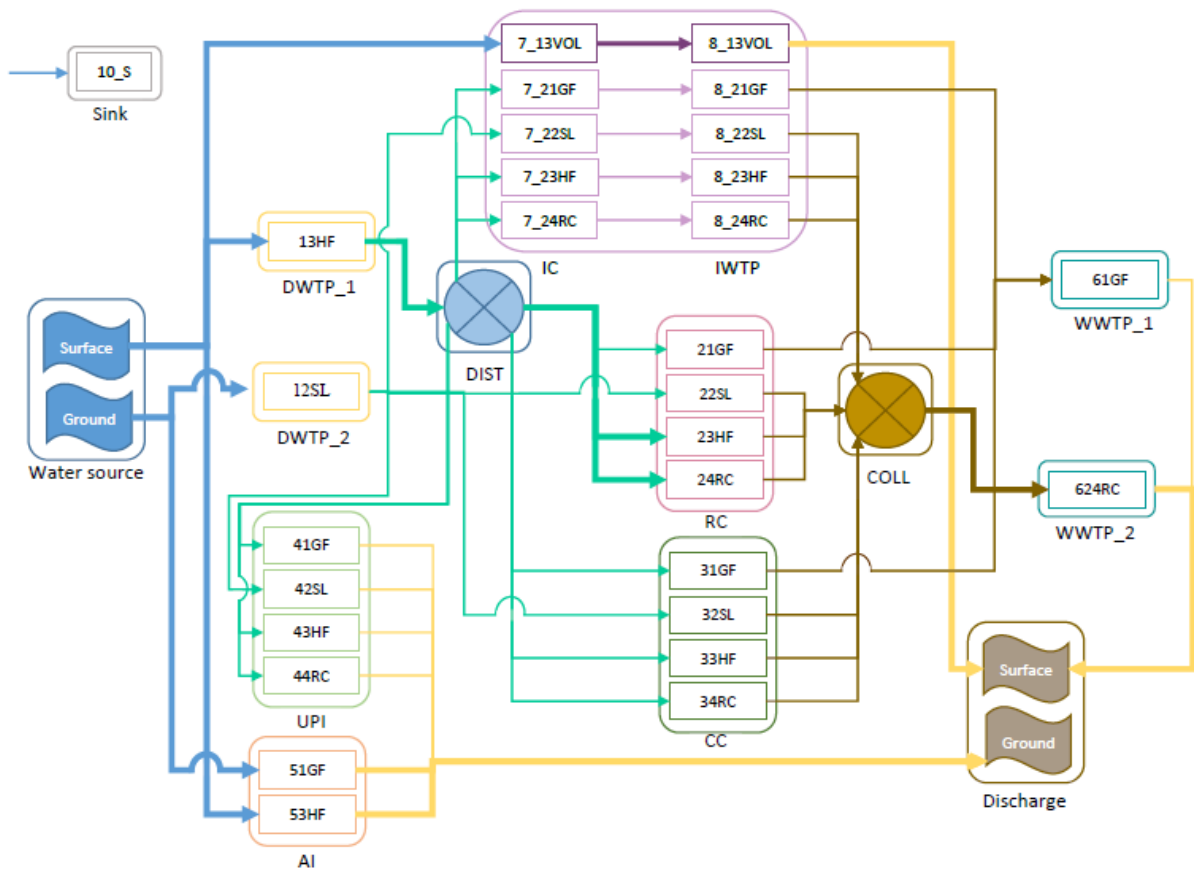 10_S
Sink
7_13VOL
8_13VOL
7_21GF
8_21GF
7_22SL
8_22SL
7_23HF
8_23HF
7_24RC
8_24RC
IC
IWTP
13HF
DWTP_1
DIST
12SL
DWTP_2
Surface
Ground
Water source
21GF
22SL
23HF
24RC
RC
COLL
61GF
WWTP_1
624RC
WWTP_2
41GF
42SL
43HF
44RC
UPI
31GF
32SL
33HF
34RC
CC
51GF
53HF
AI
Surface
Ground
Discharge